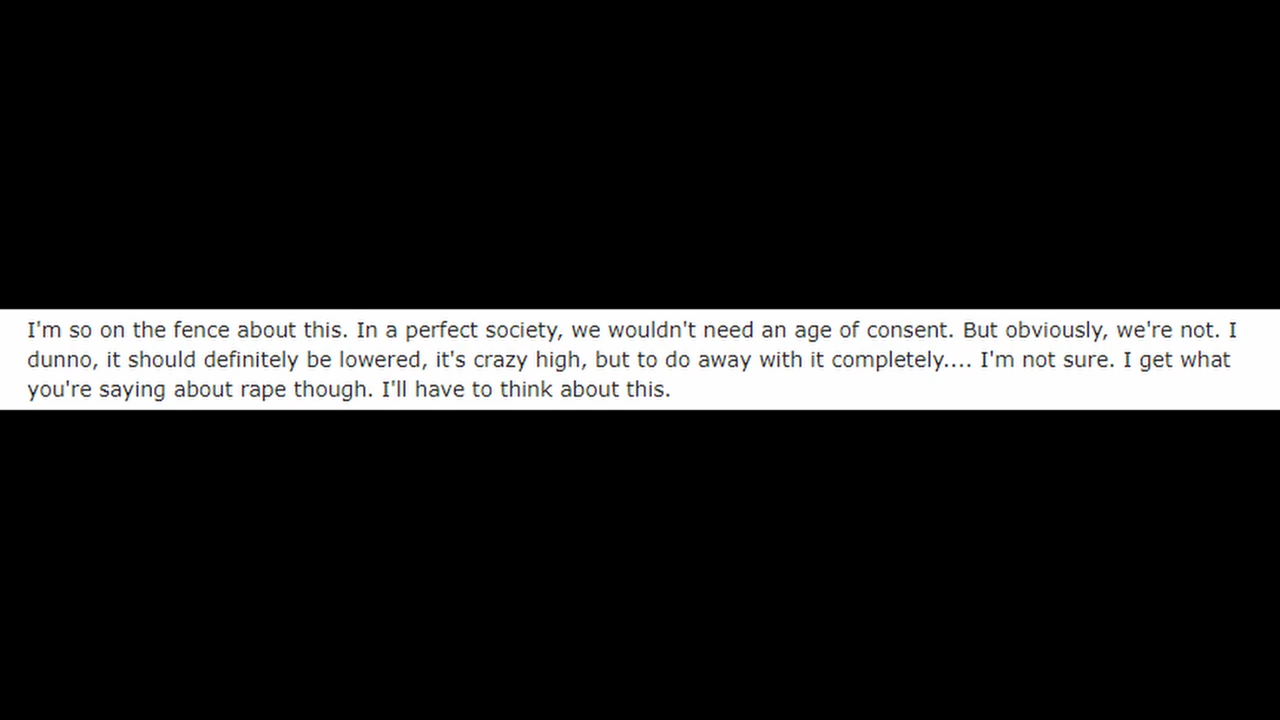 I'm so on the fence about this. In a perfect society, we wouldn't need an age of consent. But obviously, we're not. I
dunno, it should definitely be lowered, it's crazy high, but to do away with it completely.... I'm not sure. I get what
you're saying about rape though. I'll have to think about this.